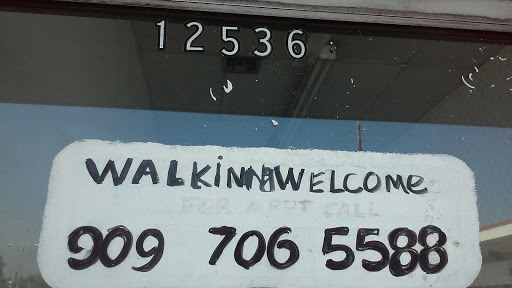 12536
WALKINNWELCOME
FOR APPT CALL
909 706 5588